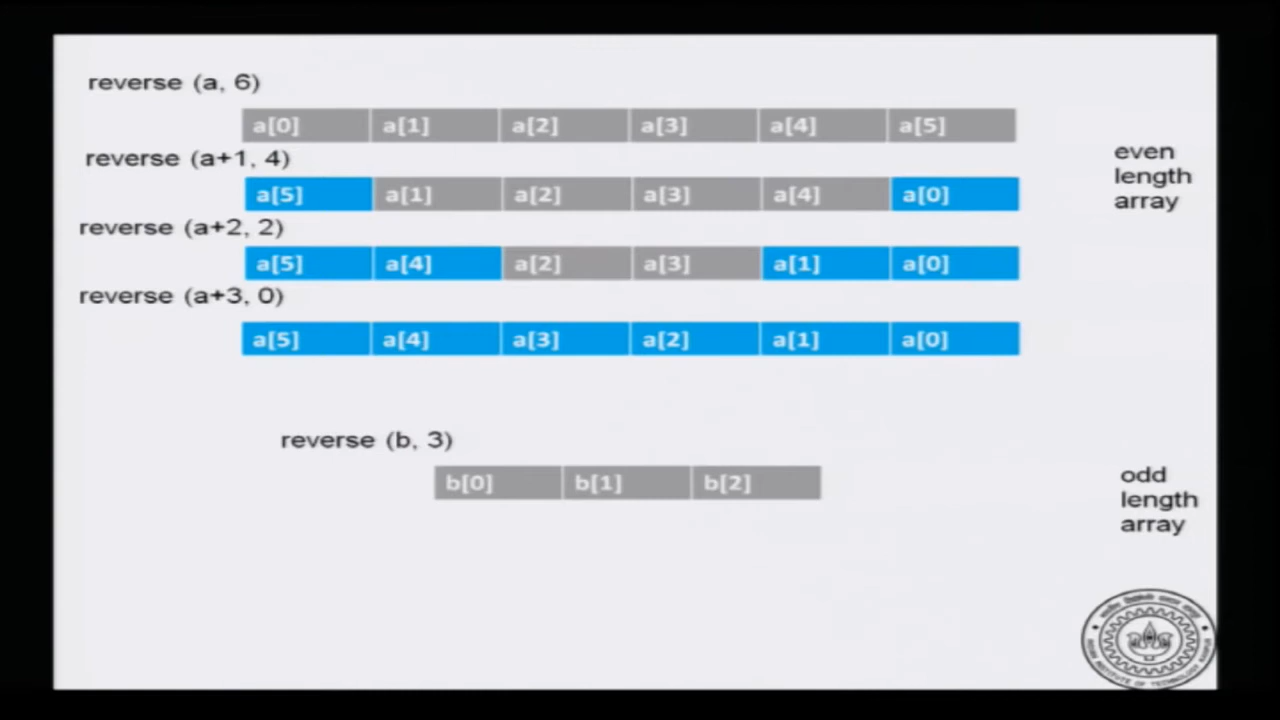 reverse (a, 6)
a[0] a[1] a[2] a[3] a[4] a[5]
reverse (a+1, 4)
a[5] a[1] a[2] a[3] a[4] a[0]
even
length
array
reverse (a+2, 2)
a[5] a[4] a[2] a[3] a[1] a[0]
reverse (a+3, 0)
a[5] a[4] a[3] a[2] a[1] a[0]
reverse (b, 3)
b[0] b[1] b[2]
odd
length
array